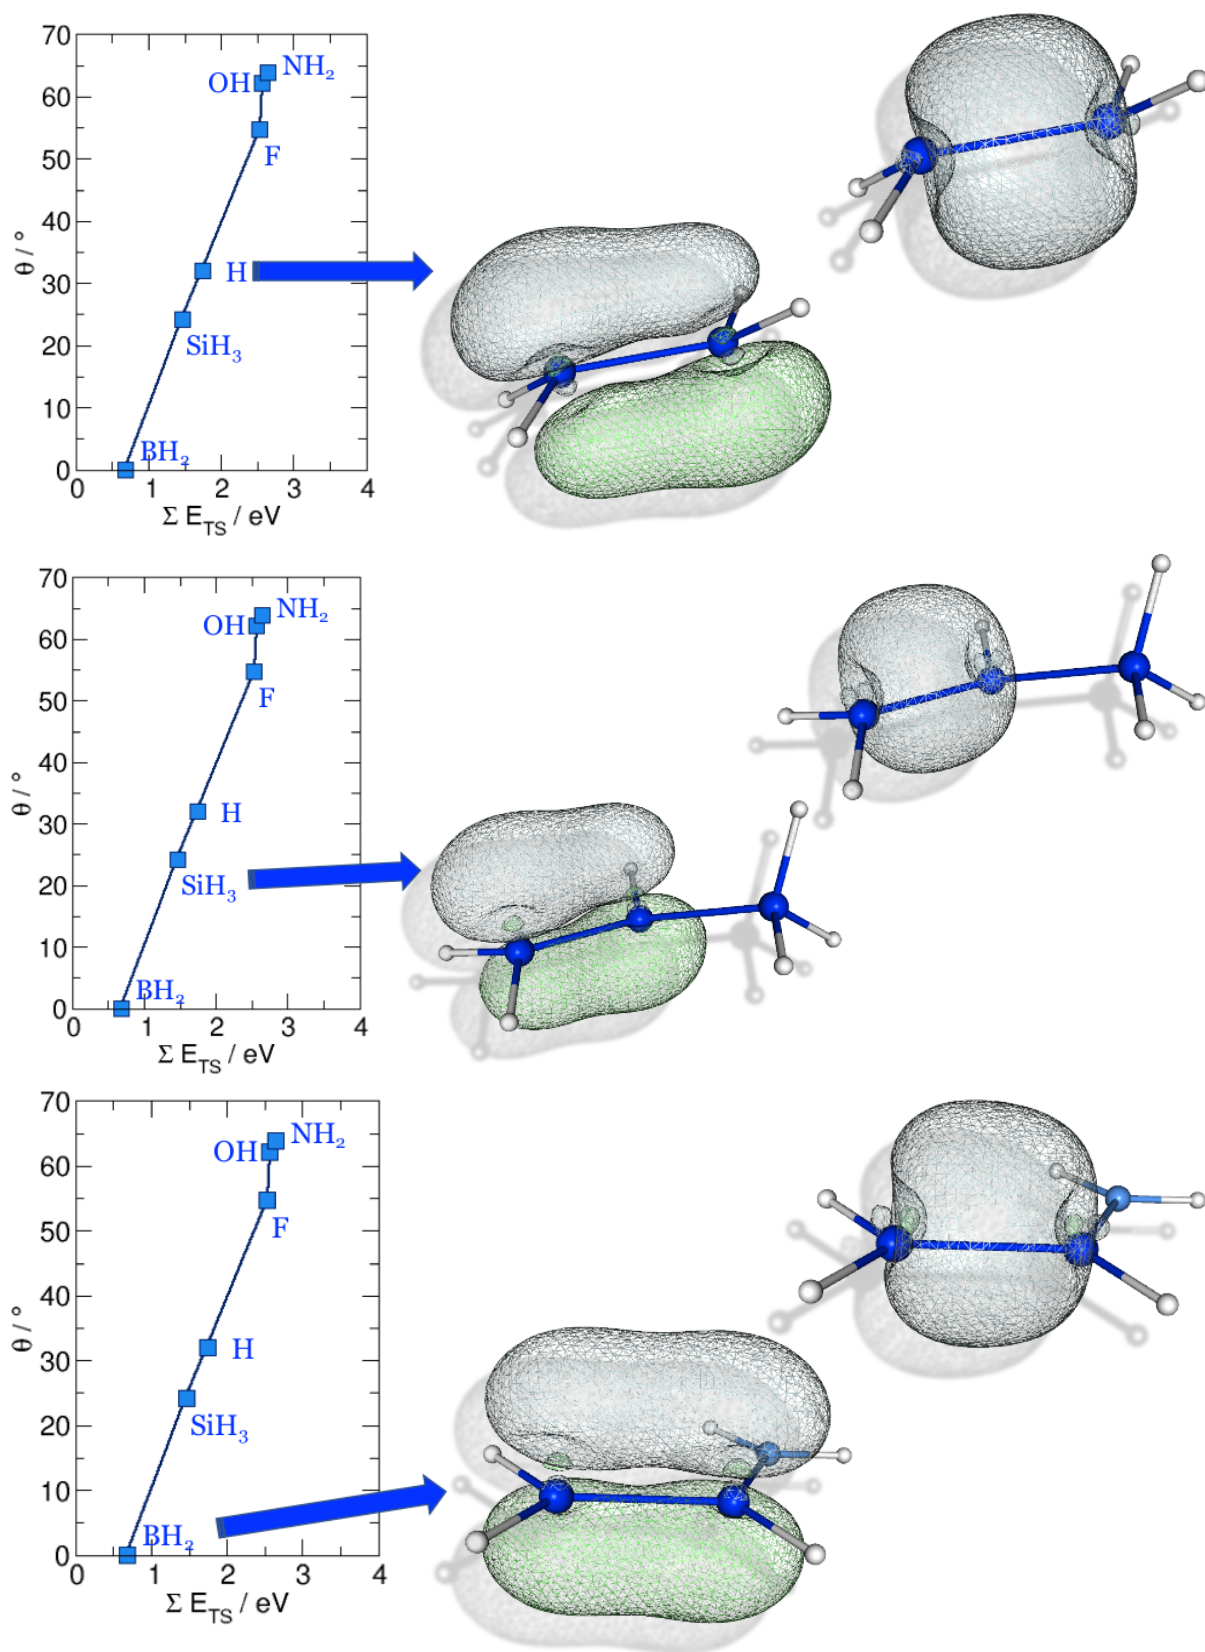 70
60
50
40
30
20
10
0
θ / °
NH₂
OH
F
H
SiH₃
BH₂
0 1 2 3 4
Σ E_TS / eV
70
60
50
40
30
20
10
0
θ / °
NH₂
OH
F
H
SiH₃
BH₂
0 1 2 3 4
Σ E_TS / eV
70
60
50
40
30
20
10
0
θ / °
NH₂
OH
F
H
SiH₃
BH₂
0 1 2 3 4
Σ E_TS / eV